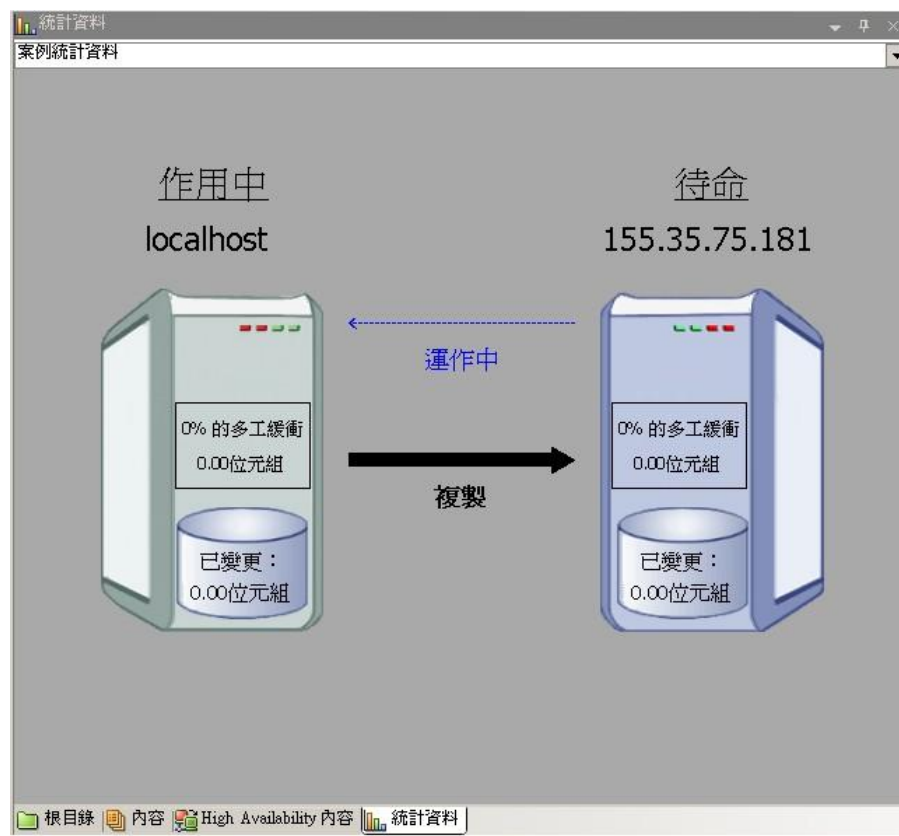 統計資料
案例統計資料
作用中
待命
localhost
155.35.75.181
運作中
0% 的多工緩衝
0.00位元組
0% 的多工緩衝
0.00位元組
複製
已變更：
0.00位元組
已變更：
0.00位元組
根目錄 內容 High Availability 內容 統計資料